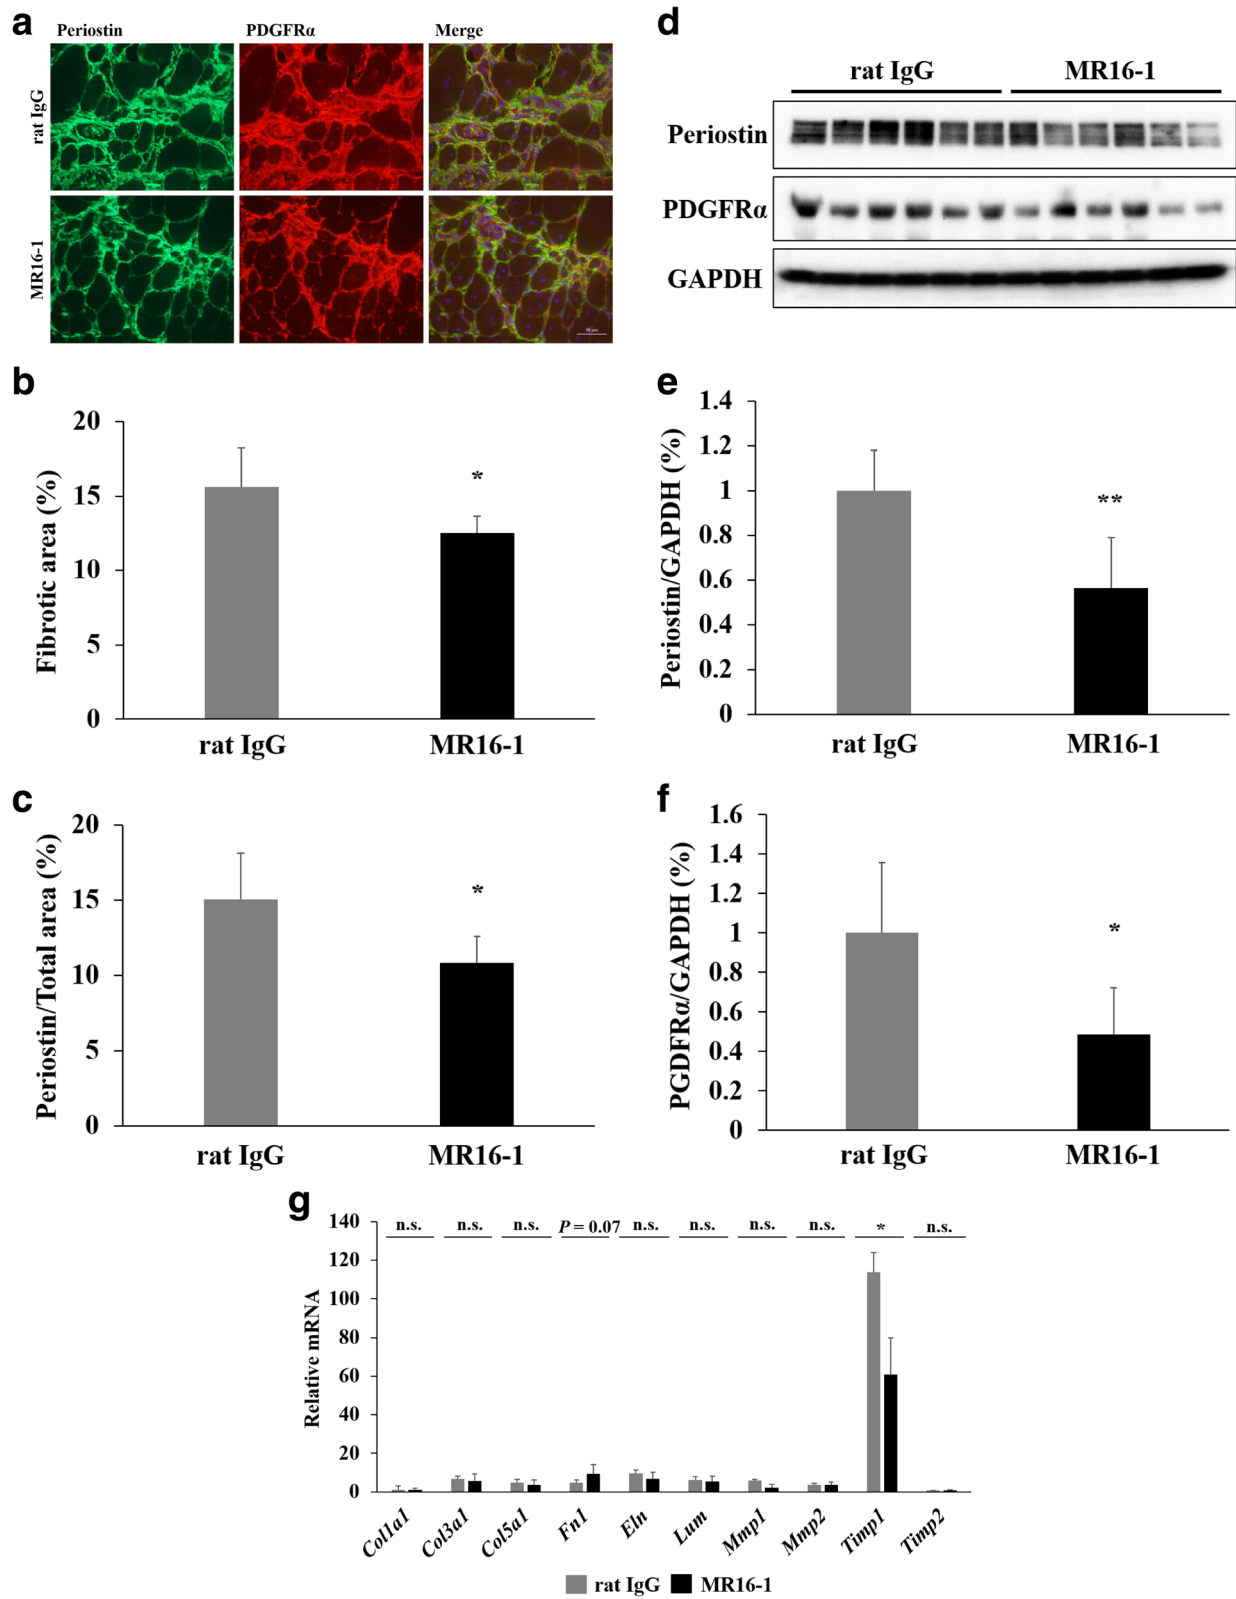 a
Periostin
PDGFRα
Merge
rat IgG
MR16-1
d
rat IgG
MR16-1
Periostin
PDGFRα
GAPDH
b
Fibrotic area (%)
20
15
10
5
0
rat IgG
MR16-1
*
e
Periostin/GAPDH (%)
1.4
1.2
1
0.8
0.6
0.4
0.2
0
rat IgG
MR16-1
**
c
Periostin/Total area (%)
20
15
10
5
0
rat IgG
MR16-1
*
f
PGDFRα/GAPDH (%)
1.6
1.4
1.2
1
0.8
0.6
0.4
0.2
0
rat IgG
MR16-1
*
g
Relative mRNA
140
120
100
80
60
40
20
0
n.s.
n.s.
n.s.
P = 0.07
n.s.
n.s.
n.s.
n.s.
*
n.s.
Col1a1
Col3a1
Col5a1
Fn1
Eln
Lum
Mmp1
Mmp2
Timp1
Timp2
rat IgG
MR16-1